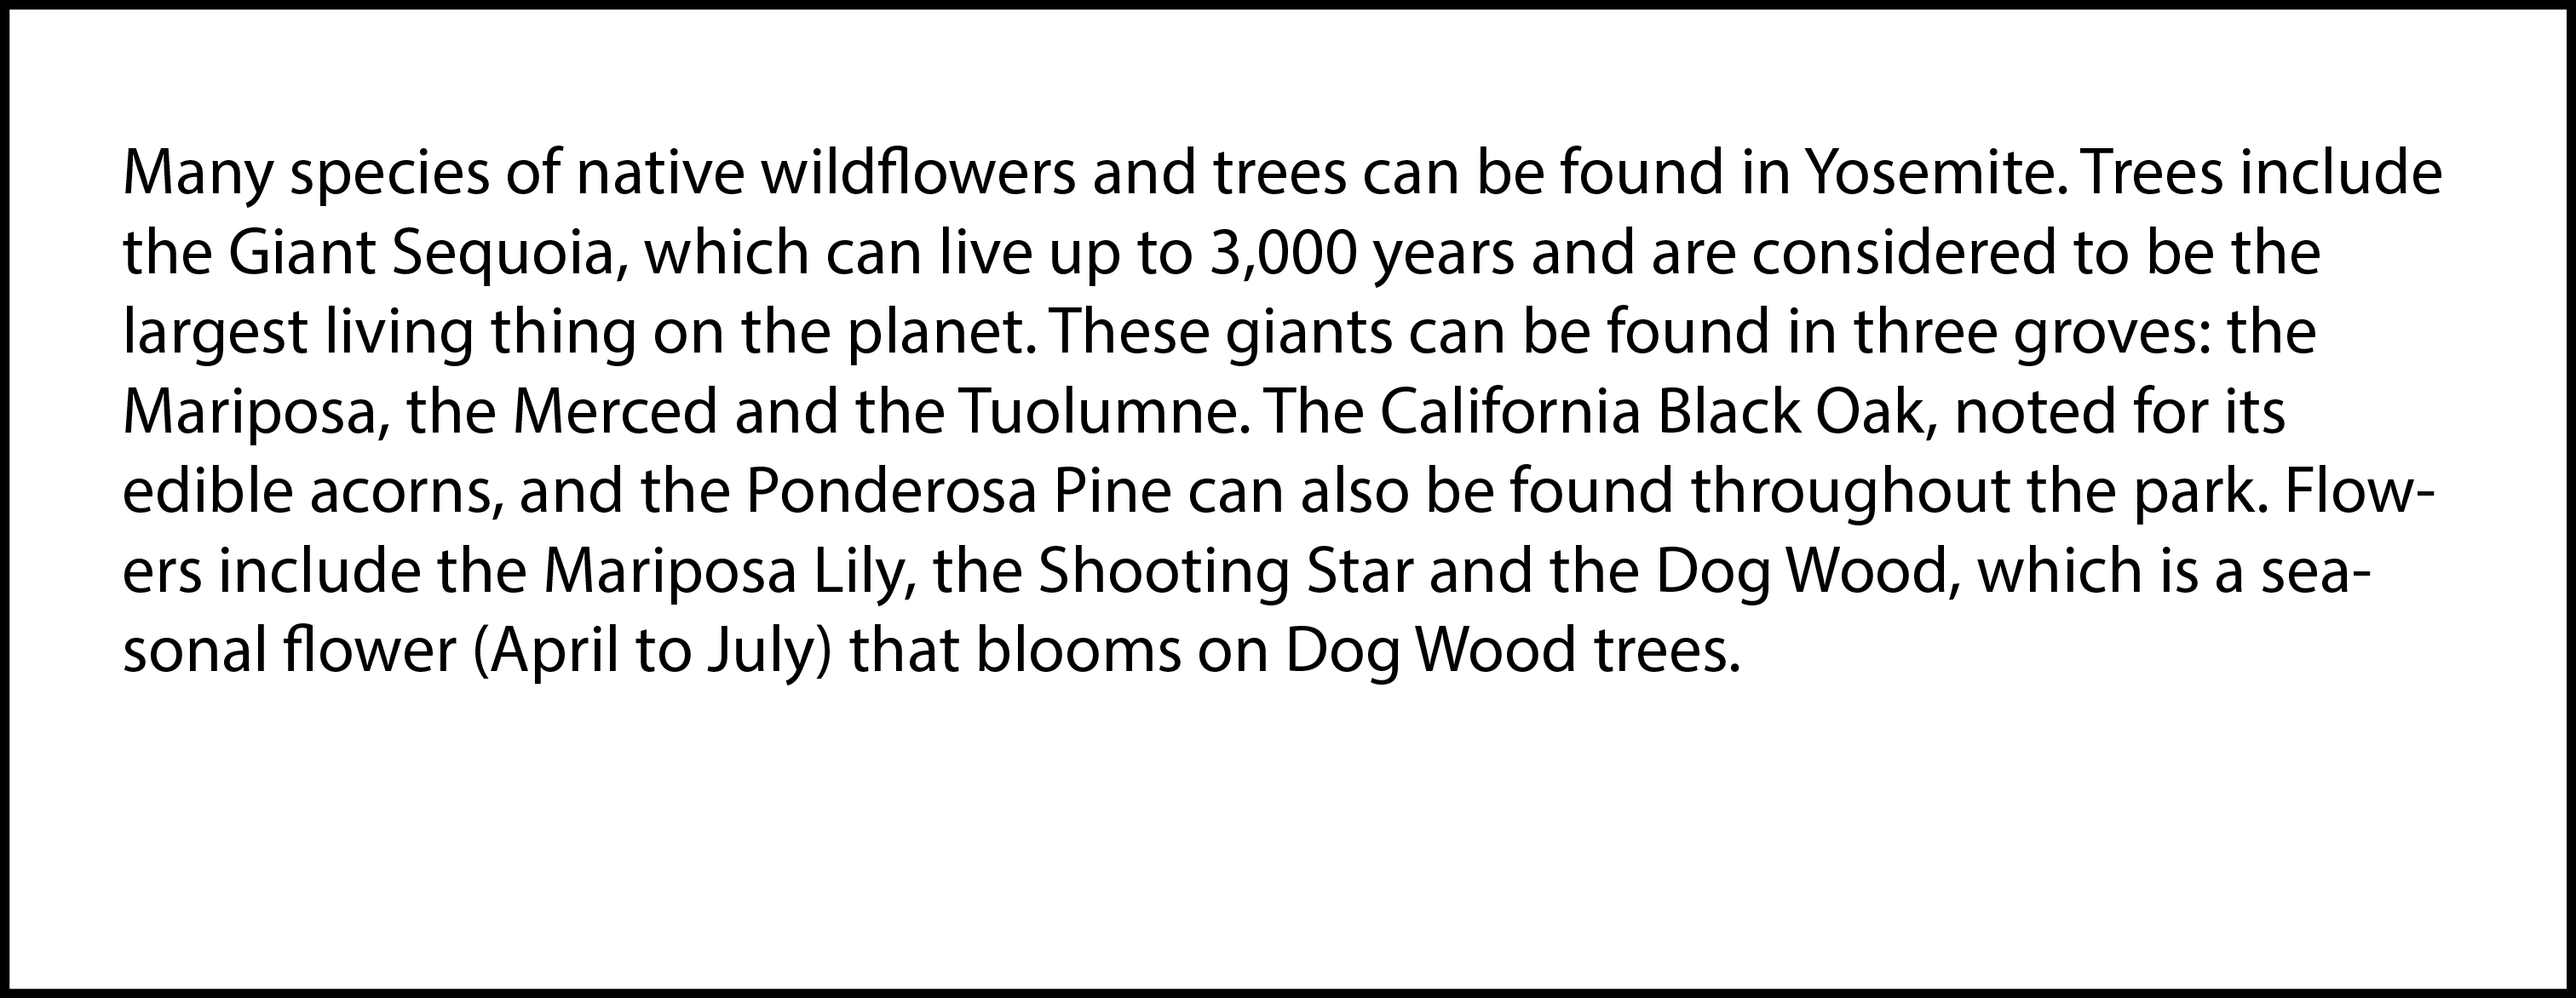 Many species of native wildflowers and trees can be found in Yosemite. Trees include
the Giant Sequoia, which can live up to 3,000 years and are considered to be the
largest living thing on the planet. These giants can be found in three groves: the
Mariposa, the Merced and the Tuolumne. The California Black Oak, noted for its
edible acorns, and the Ponderosa Pine can also be found throughout the park. Flow-
ers include the Mariposa Lily, the Shooting Star and the Dog Wood, which is a sea-
sonal flower (April to July) that blooms on Dog Wood trees.